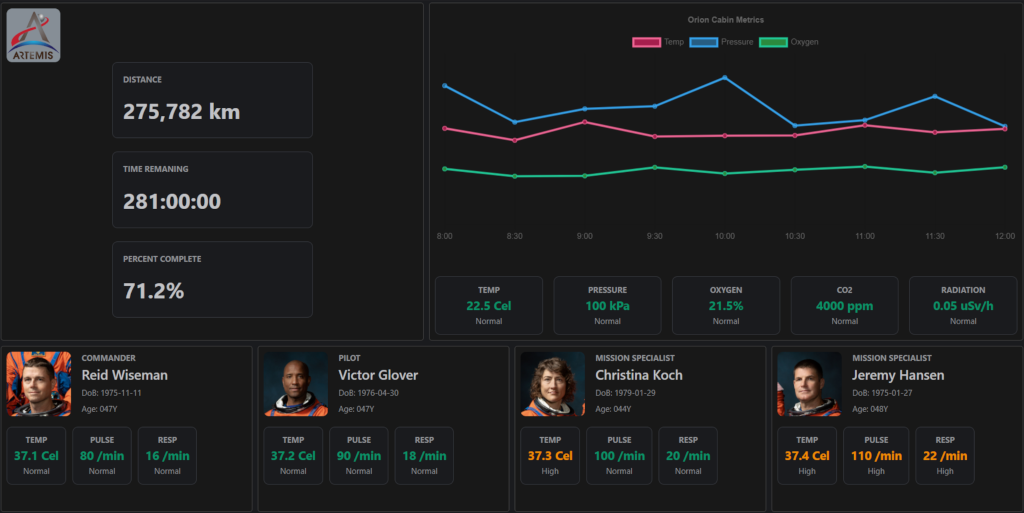 ARTEMIS
DISTANCE
275,782 km
TIME REMANING
281:00:00
PERCENT COMPLETE
71.2%
Orion Cabin Metrics
Temp Pressure Oxygen
8:00 8:30 9:00 9:30 10:00 10:30 11:00 11:30 12:00
TEMP
22.5 Cel
Normal
PRESSURE
100 kPa
Normal
OXYGEN
21.5%
Normal
CO2
4000 ppm
Normal
RADIATION
0.05 uSv/h
Normal
COMMANDER
Reid Wiseman
DoB: 1975-11-11
Age: 047Y
TEMP
37.1 Cel
Normal
PULSE
80 /min
Normal
RESP
16 /min
Normal
PILOT
Victor Glover
DoB: 1976-04-30
Age: 047Y
TEMP
37.2 Cel
Normal
PULSE
90 /min
Normal
RESP
18 /min
Normal
MISSION SPECIALIST
Christina Koch
DoB: 1979-01-29
Age: 044Y
TEMP
37.3 Cel
High
PULSE
100 /min
Normal
RESP
20 /min
Normal
MISSION SPECIALIST
Jeremy Hansen
DoB: 1975-01-27
Age: 048Y
TEMP
37.4 Cel
High
PULSE
110 /min
High
RESP
22 /min
High